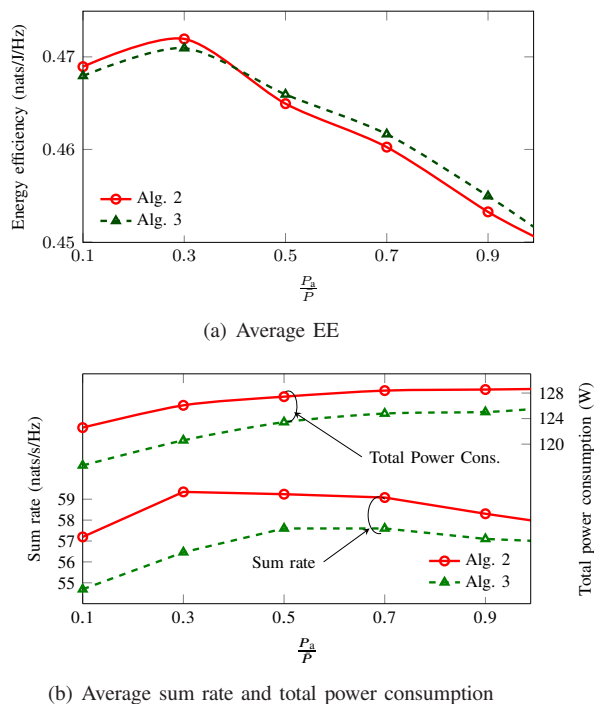 0.47
0.46
0.45
Energy efficiency (nats/J/Hz)
Alg. 2
Alg. 3
0.1 0.3 0.5 0.7 0.9
Pa
P̄
(a) Average EE
Sum rate (nats/s/Hz)
59
58
57
56
55
128
124
120
Total power consumption (W)
Total Power Cons.
Sum rate
Alg. 2
Alg. 3
0.1 0.3 0.5 0.7 0.9
Pa
P̄
(b) Average sum rate and total power consumption